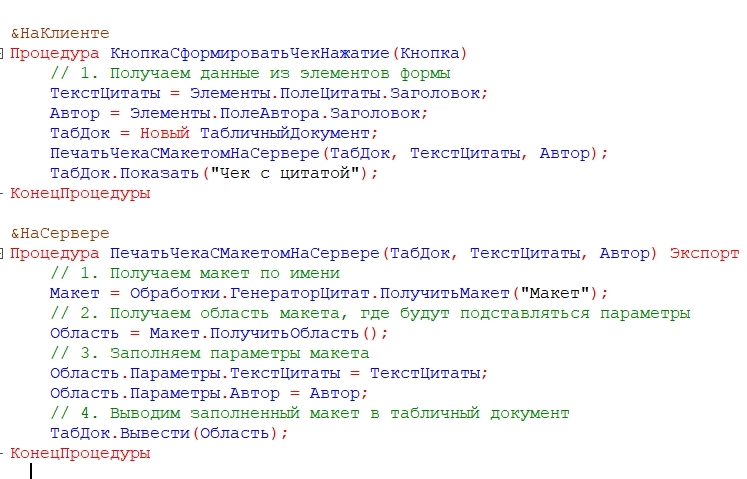 &НаКлиенте
Процедура КнопкаСформироватьЧекНажатие(Кнопка)
// 1. Получаем данные из элементов формы
ТекстЦитаты = Элементы.ПолеЦитаты.Заголовок;
Автор = Элементы.ПолеАвтора.Заголовок;
ТабДок = Новый ТабличныйДокумент;
ПечатьЧекаСМакетомНаСервере(ТабДок, ТекстЦитаты, Автор);
ТабДок.Показать("Чек с цитатой");
КонецПроцедуры
&НаСервере
Процедура ПечатьЧекаСМакетомНаСервере(ТабДок, ТекстЦитаты, Автор) Экспорт
// 1. Получаем макет по имени
Макет = Обработки.ГенераторЦитат.ПолучитьМакет("Макет");
// 2. Получаем область макета, где будут подставляться параметры
Область = Макет.ПолучитьОбласть();
// 3. Заполняем параметры макета
Область.Параметры.ТекстЦитаты = ТекстЦитаты;
Область.Параметры.Автор = Автор;
// 4. Выводим заполненный макет в табличный документ
ТабДок.Вывести(Область);
КонецПроцедуры